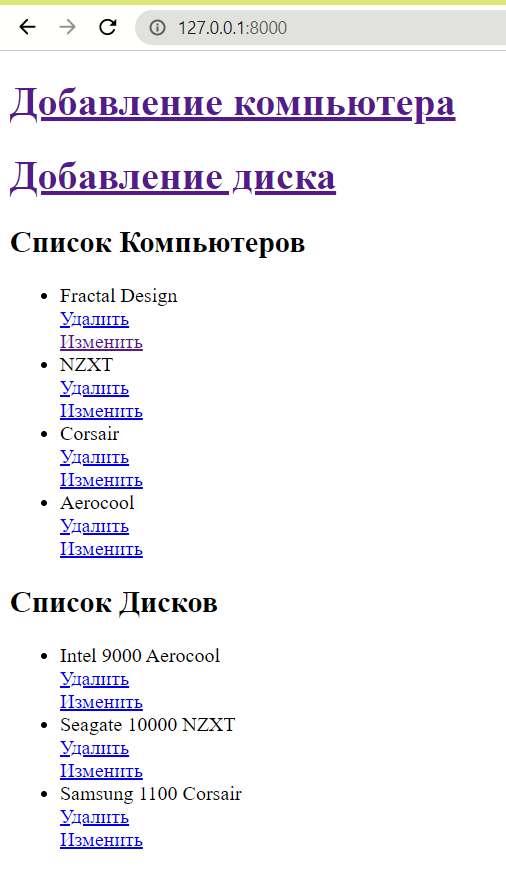 127.0.0.1:8000
Добавление компьютера
Добавление диска
Список Компьютеров
Fractal Design
Удалить
Изменить
NZXT
Удалить
Изменить
Corsair
Удалить
Изменить
Aerocool
Удалить
Изменить
Список Дисков
Intel 9000 Aerocool
Удалить
Изменить
Seagate 10000 NZXT
Удалить
Изменить
Samsung 1100 Corsair
Удалить
Изменить